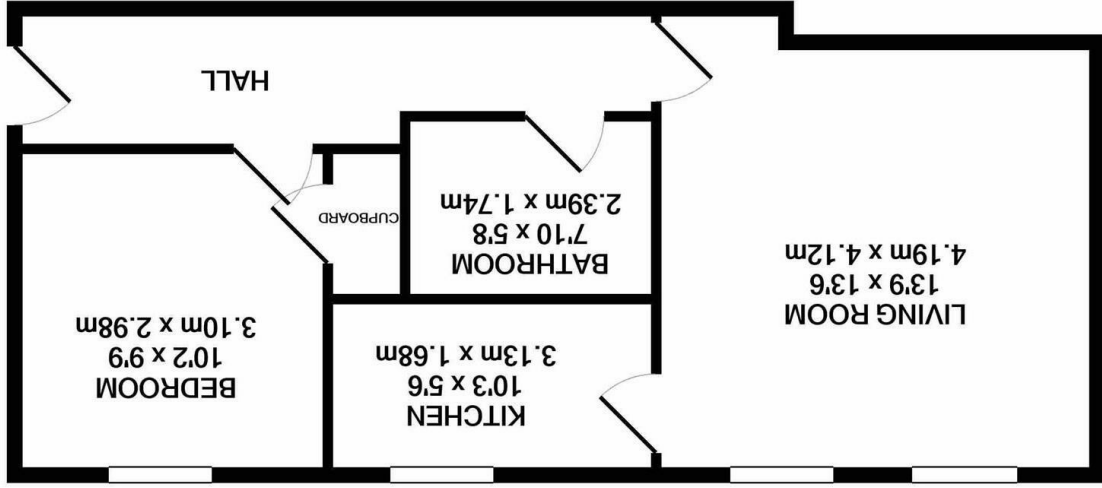 LIVING ROOM
13'9 x 13'6
4.19m x 4.12m
KITCHEN
10'3 x 5'6
3.13m x 1.68m
BEDROOM
10'2 x 9'9
3.10m x 2.98m
BATHROOM
7'10 x 5'8
2.39m x 1.74m
CUPBOARD
HALL